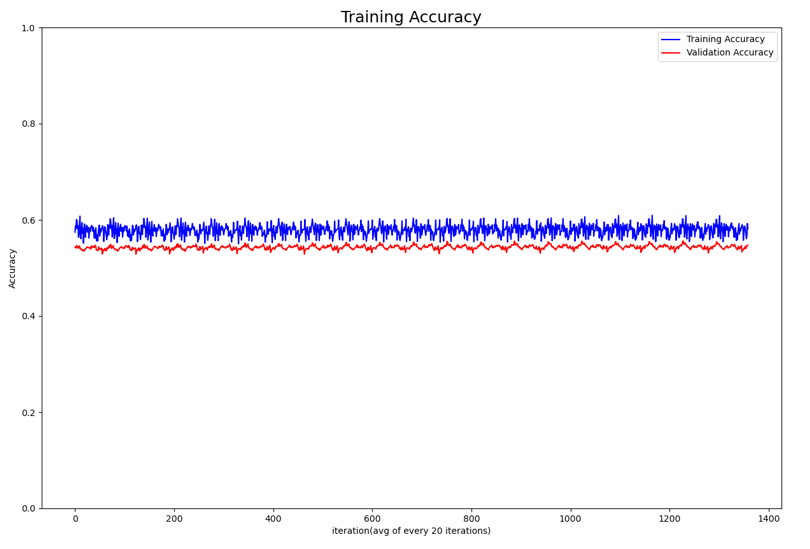 Training Accuracy
Training Accuracy
Validation Accuracy
1.0
0.8
0.6
0.4
0.2
0.0
Accuracy
0 200 400 600 800 1000 1200 1400
iteration(avg of every 20 iterations)